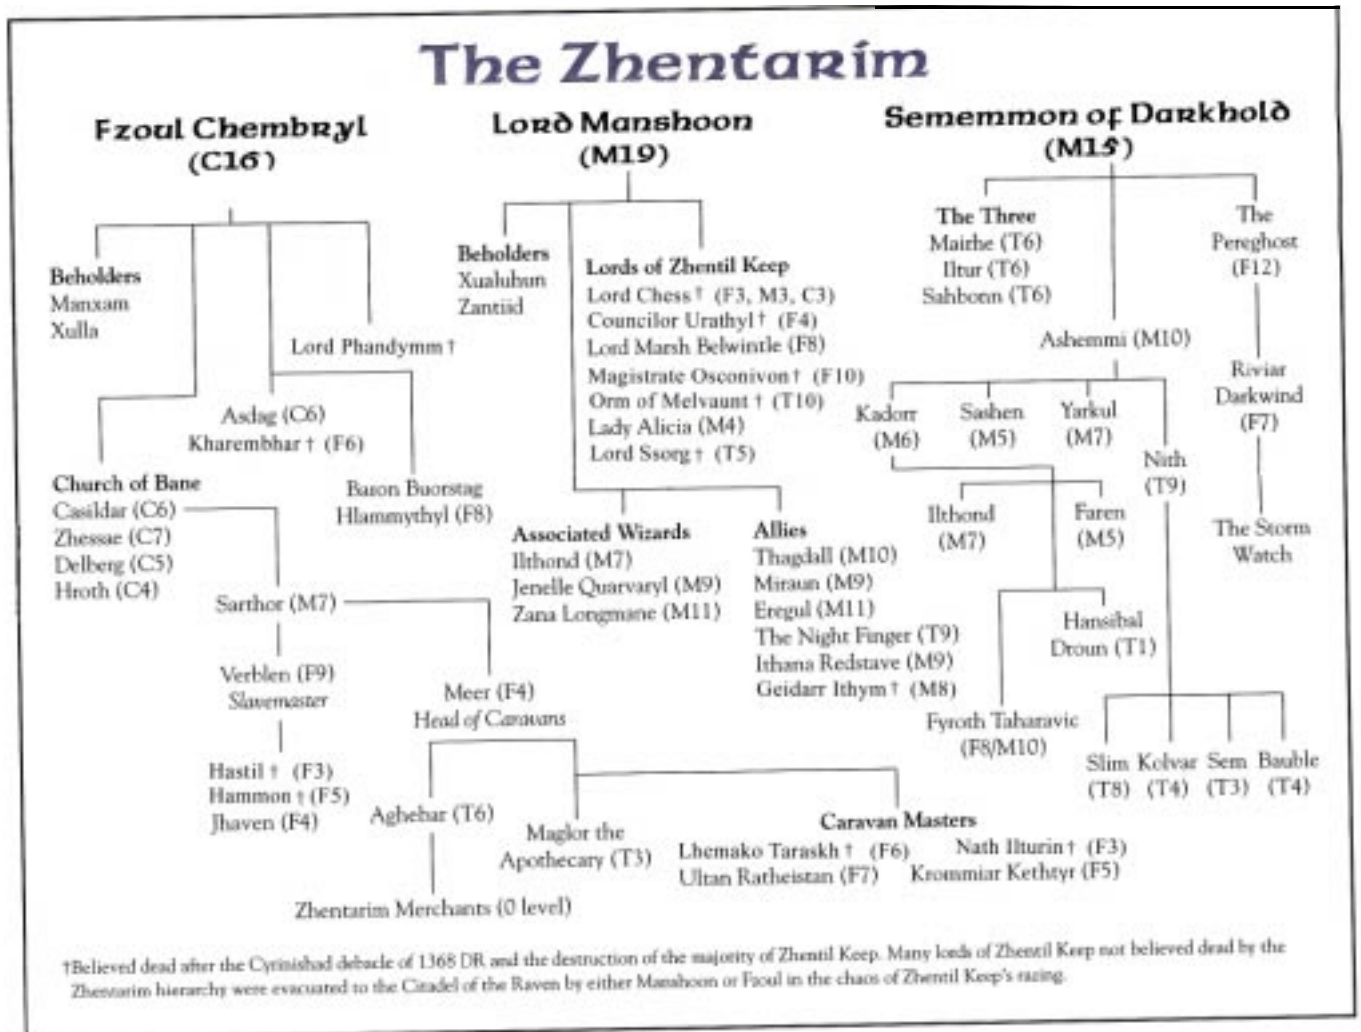 The Zhentarim
Fzoul Chembryl
(C16)
Beholders
Manxam
Xulla
Lord Phandymm †
Asdag (C6)
Kharembhar † (F6)
Baron Buorstag
Hlammythyl (F8)
Church of Bane
Casildar (C6)
Zhessae (C7)
Delberg (C5)
Hroth (C4)
Sarthor (M7)
Verblen (F9)
Slavemaster
Hastil † (F3)
Hammon † (F5)
Jhaven (F4)
Meer (F4)
Head of Caravans
Aghebar (T6)
Maglor the
Apothecary (T3)
Caravan Masters
Lhemako Taraskh † (F6)
Ultan Ratheistan (F7)
Nath Ilturin † (F3)
Krommiar Kethtyr (F5)
Zhentarim Merchants (0 level)
Lord Manshoon
(M19)
Beholders
Xualuhun
Zantiid
Lords of Zhentil Keep
Lord Chess † (F3, M3, C3)
Councilor Urathyl † (F4)
Lord Marsh Belwintle (F8)
Magistrate Osconivon † (F10)
Orm of Melvaunt † (T10)
Lady Alicia (M4)
Lord Ssorg † (T5)
Associated Wizards
Ilthond (M7)
Jenelle Quarvaryl (M9)
Zana Longmane (M11)
Allies
Thagdall (M10)
Miraun (M9)
Eregul (M11)
The Night Finger (T9)
Ithana Redstave (M9)
Geidarr Ithym † (M8)
Sememmon of Darkhold
(M15)
The Three
Mairhe (T6)
Iltur (T6)
Sahbonn (T6)
The
Pereghost
(F12)
Riviar
Darkwind
(F7)
The Storm
Watch
Ashemmi (M10)
Kadorr
(M6)
Sashen
(M5)
Yarkul
(M7)
Nith
(T9)
Ilthond
(M7)
Faren
(M5)
Hansibal
Droun (T1)
Fyroth Taharavic
(F8/M10)
Slim
(T8)
Kolvar
(T4)
Sem
(T3)
Bauble
(T4)
†Believed dead after the Cyrinishad debacle of 1368 DR and the destruction of the majority of Zhentil Keep. Many lords of Zhentil Keep not believed dead by the
Zhentarim hierarchy were evacuated to the Citadel of the Raven by either Manshoon or Fzoul in the chaos of Zhentil Keep's razing.